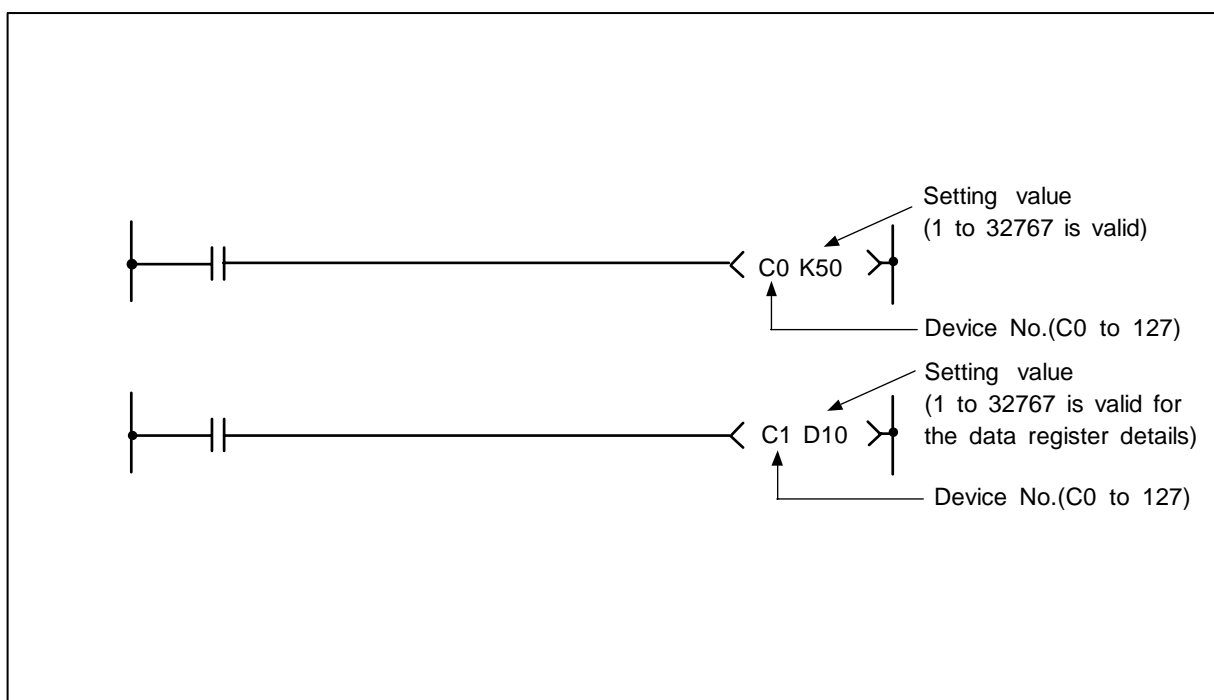 Setting value
(1 to 32767 is valid)
C0 K50
Device No.(C0 to 127)
Setting value
(1 to 32767 is valid for
the data register details)
C1 D10
Device No.(C0 to 127)